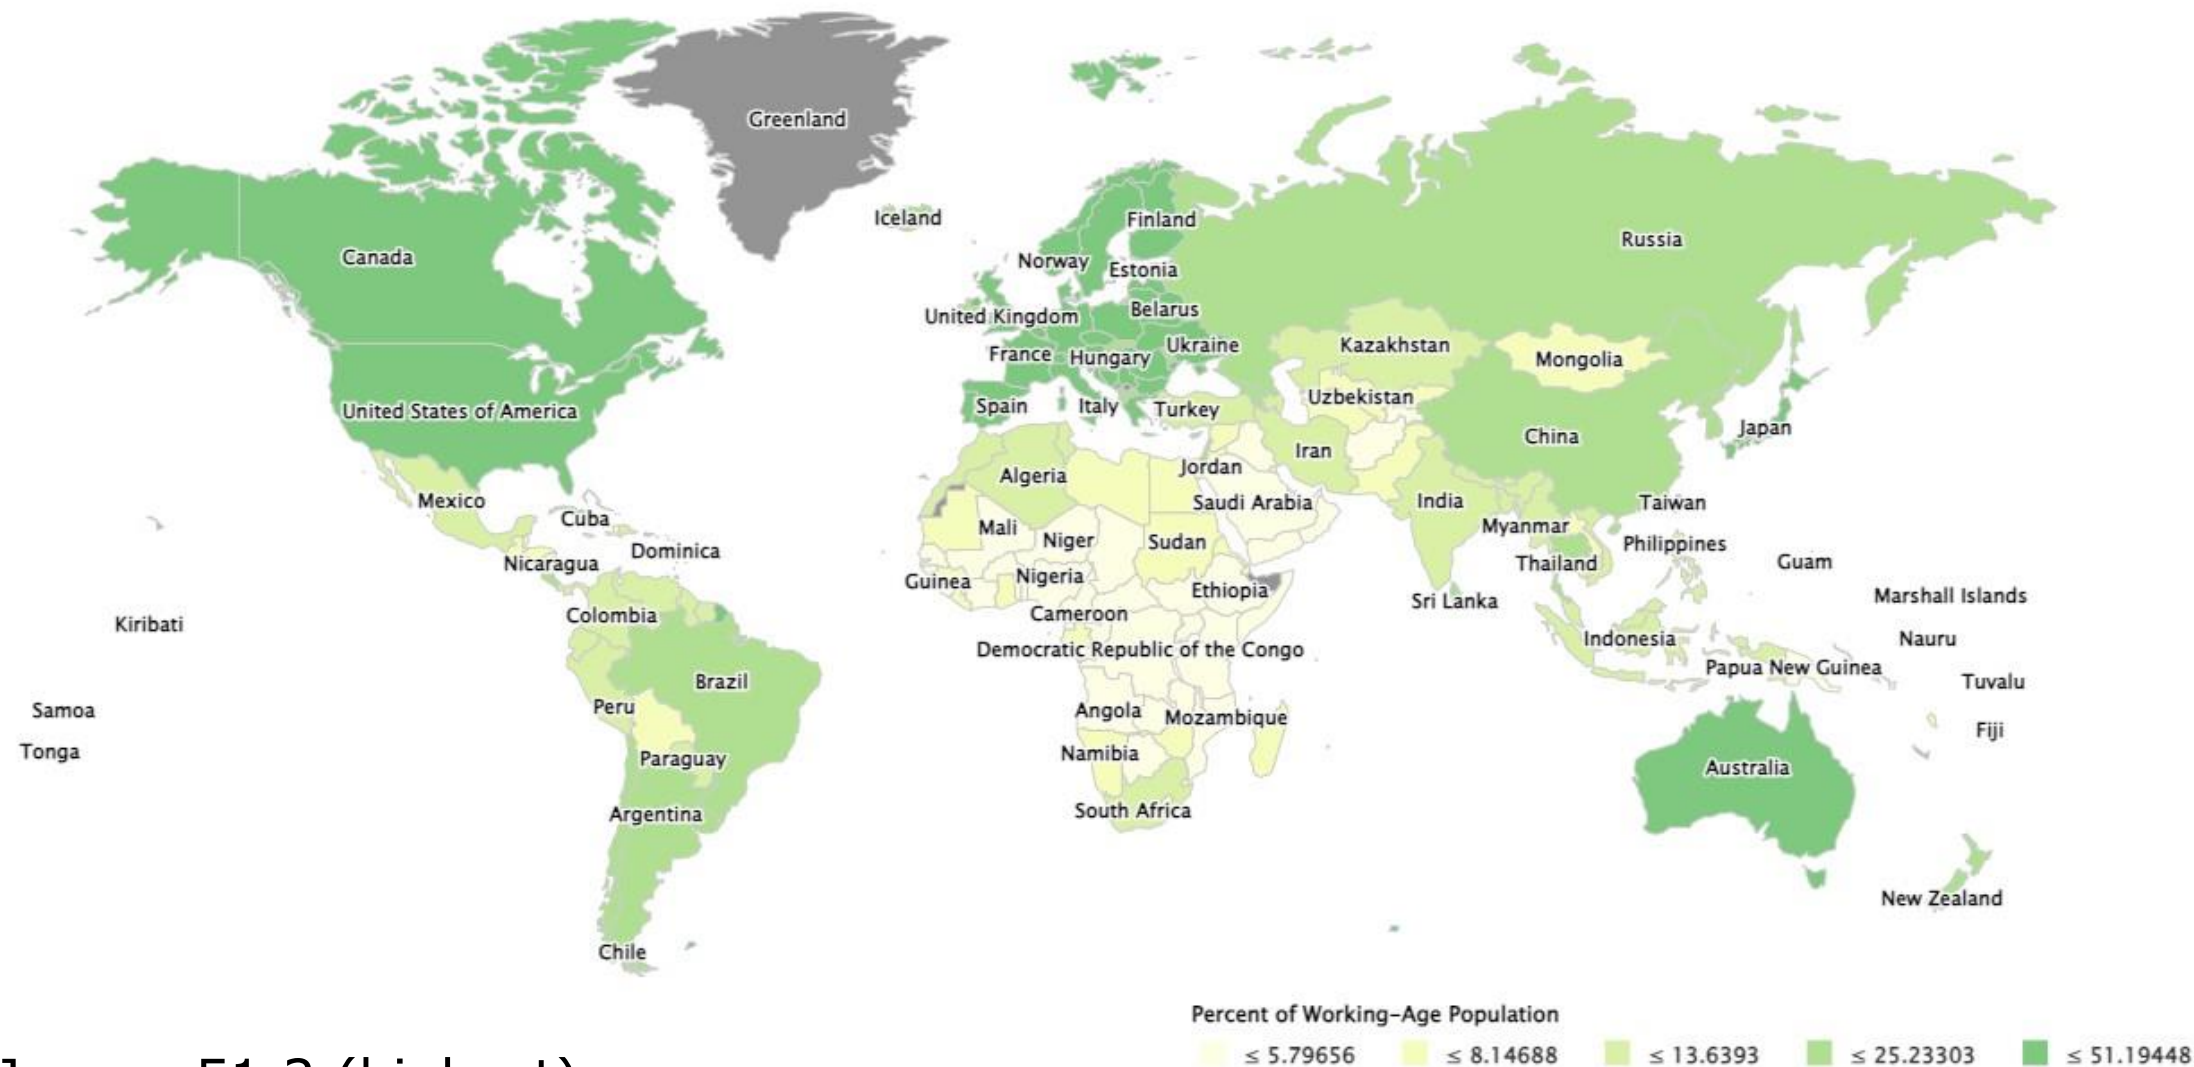 Greenland
Iceland
Finland
Canada
Russia
Norway
Estonia
Belarus
United Kingdom
Ukraine
France
Hungary
Kazakhstan
Mongolia
Uzbekistan
United States of America
Spain
Italy
Turkey
Japan
China
Iran
Jordan
Algeria
Mexico
Saudi Arabia
India
Taiwan
Cuba
Mali
Myanmar
Niger
Sudan
Philippines
Dominica
Nicaragua
Thailand
Guam
Guinea
Nigeria
Ethiopia
Marshall Islands
Sri Lanka
Colombia
Cameroon
Kiribati
Indonesia
Nauru
Democratic Republic of the Congo
Papua New Guinea
Brazil
Tuvalu
Peru
Samoa
Angola
Mozambique
Fiji
Tonga
Namibia
Paraguay
Australia
South Africa
Argentina
New Zealand
Chile
Percent of Working–Age Population
≤ 5.79656 ≤ 8.14688 ≤ 13.6393 ≤ 25.23303 ≤ 51.19448